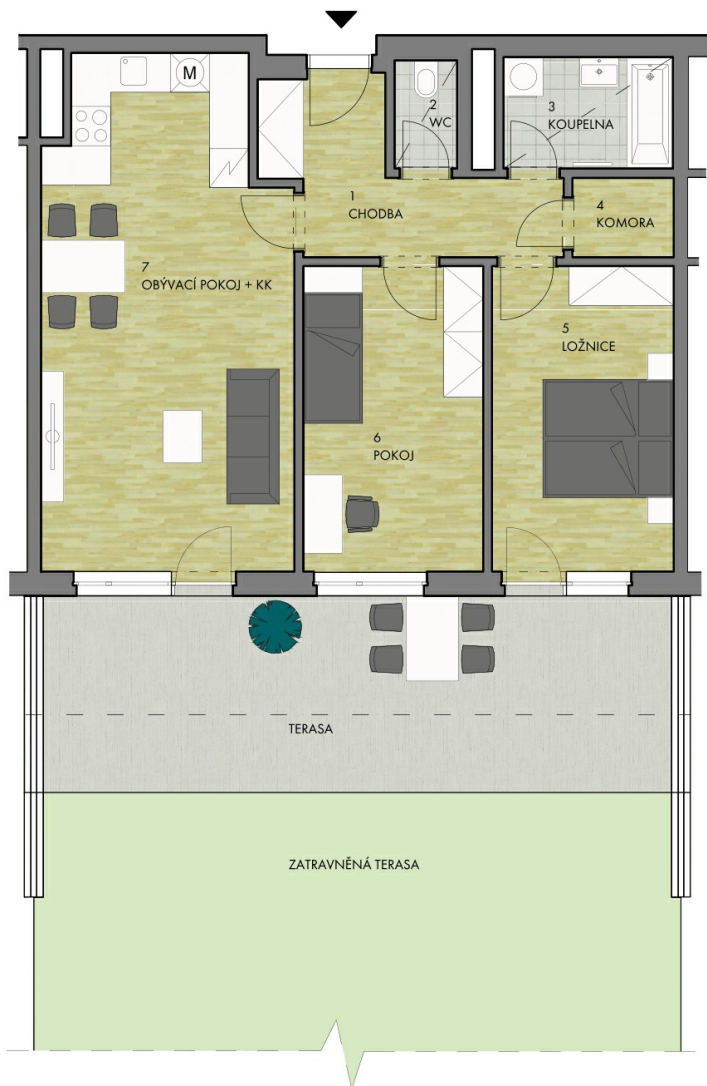 M
2
WC
3
KOUPELNA
1
CHODBA
4
KOMORA
7
OBÝVACÍ POKOJ + KK
5
LOŽNICE
6
POKOJ
TERASA
ZATRAVNĚNÁ TERASA